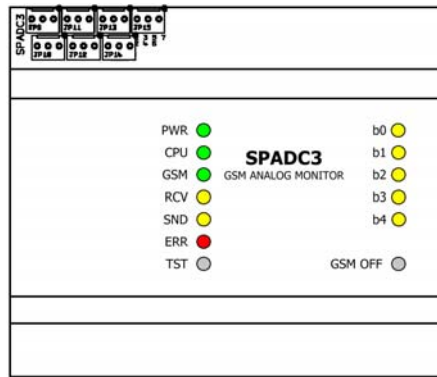 SPADC3
JP11 JP13 JP15
JP10 JP12 JP14
PWR
CPU
GSM
RCV
SND
ERR
TST
SPADC3
GSM ANALOG MONITOR
b0
b1
b2
b3
b4
GSM OFF